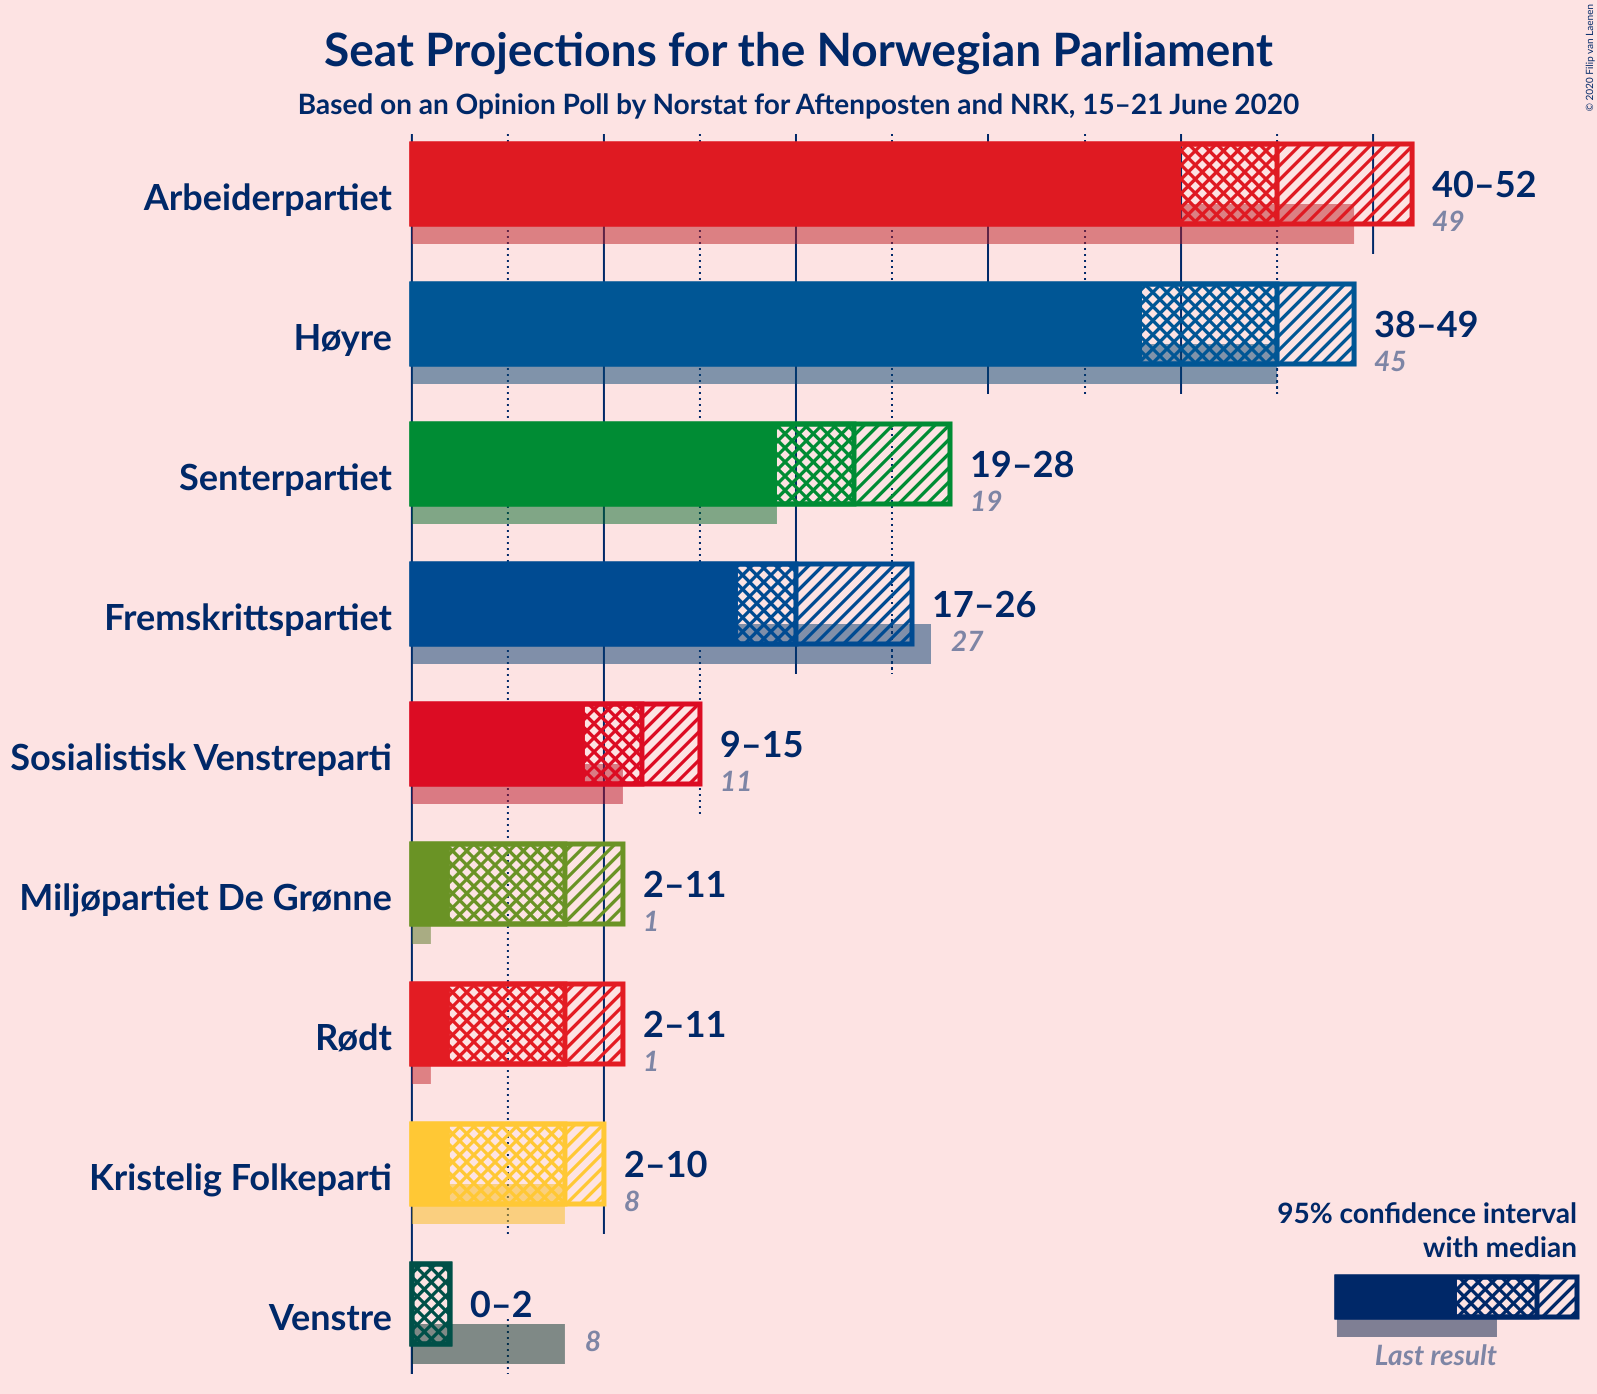 Seat Projections for the Norwegian Parliament
Based on an Opinion Poll by Norstat for Aftenposten and NRK, 15–21 June 2020
© 2020 Filip van Laenen
Arbeiderpartiet
40–52
49
Høyre
38–49
45
Senterpartiet
19–28
19
Fremskrittspartiet
17–26
27
Sosialistisk Venstreparti
9–15
11
Miljøpartiet De Grønne
2–11
1
Rødt
2–11
1
Kristelig Folkeparti
2–10
8
Venstre
0–2
8
95% confidence interval
with median
Last result